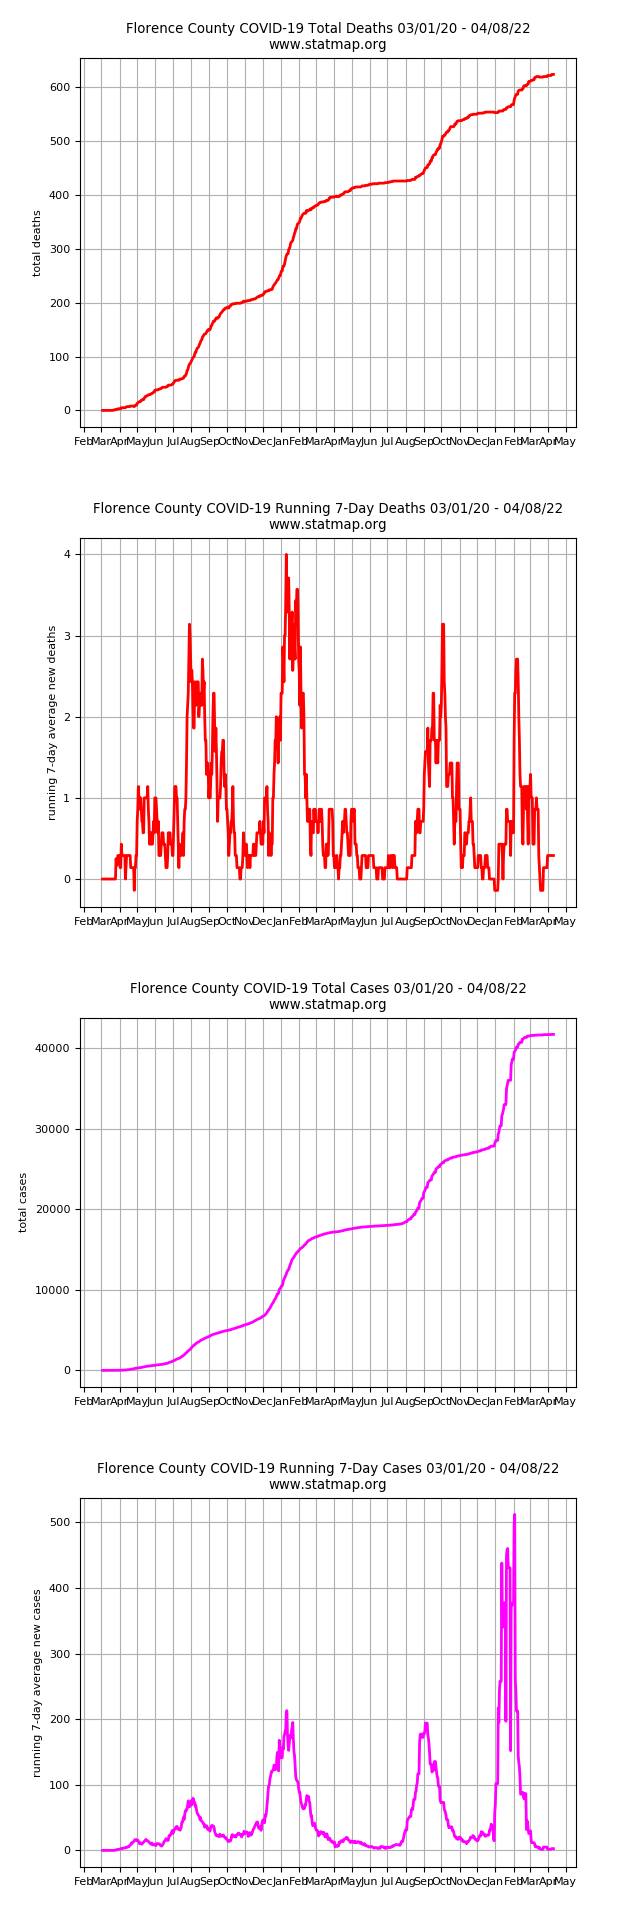 Florence County COVID-19 Total Deaths 03/01/20 - 04/08/22
www.statmap.org
600
500
400
300
200
100
0
total deaths
Feb Mar Apr May Jun Jul Aug Sep Oct Nov Dec Jan Feb Mar Apr May Jun Jul Aug Sep Oct Nov Dec Jan Feb Mar Apr May
Florence County COVID-19 Running 7-Day Deaths 03/01/20 - 04/08/22
www.statmap.org
4
3
2
1
0
running 7-day average new deaths
Feb Mar Apr May Jun Jul Aug Sep Oct Nov Dec Jan Feb Mar Apr May Jun Jul Aug Sep Oct Nov Dec Jan Feb Mar Apr May
Florence County COVID-19 Total Cases 03/01/20 - 04/08/22
www.statmap.org
40000
30000
20000
10000
0
total cases
Feb Mar Apr May Jun Jul Aug Sep Oct Nov Dec Jan Feb Mar Apr May Jun Jul Aug Sep Oct Nov Dec Jan Feb Mar Apr May
Florence County COVID-19 Running 7-Day Cases 03/01/20 - 04/08/22
www.statmap.org
500
400
300
200
100
0
running 7-day average new cases
Feb Mar Apr May Jun Jul Aug Sep Oct Nov Dec Jan Feb Mar Apr May Jun Jul Aug Sep Oct Nov Dec Jan Feb Mar Apr May